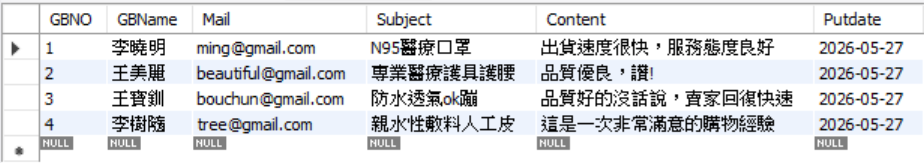 GBNO GBName Mail Subject Content Putdate
1 李曉明 ming@gmail.com N95醫療口罩 出貨速度很快，服務態度良好 2026-05-27
2 王美麗 beautiful@gmail.com 專業醫療護具護腰 品質優良，讚! 2026-05-27
3 王寶釧 bouchun@gmail.com 防水透氣ok蹦 品質好的沒話說，賣家回復快速 2026-05-27
4 李樹隨 tree@gmail.com 親水性敷料人工皮 這是一次非常滿意的購物經驗 2026-05-27
NULL NULL NULL NULL NULL NULL